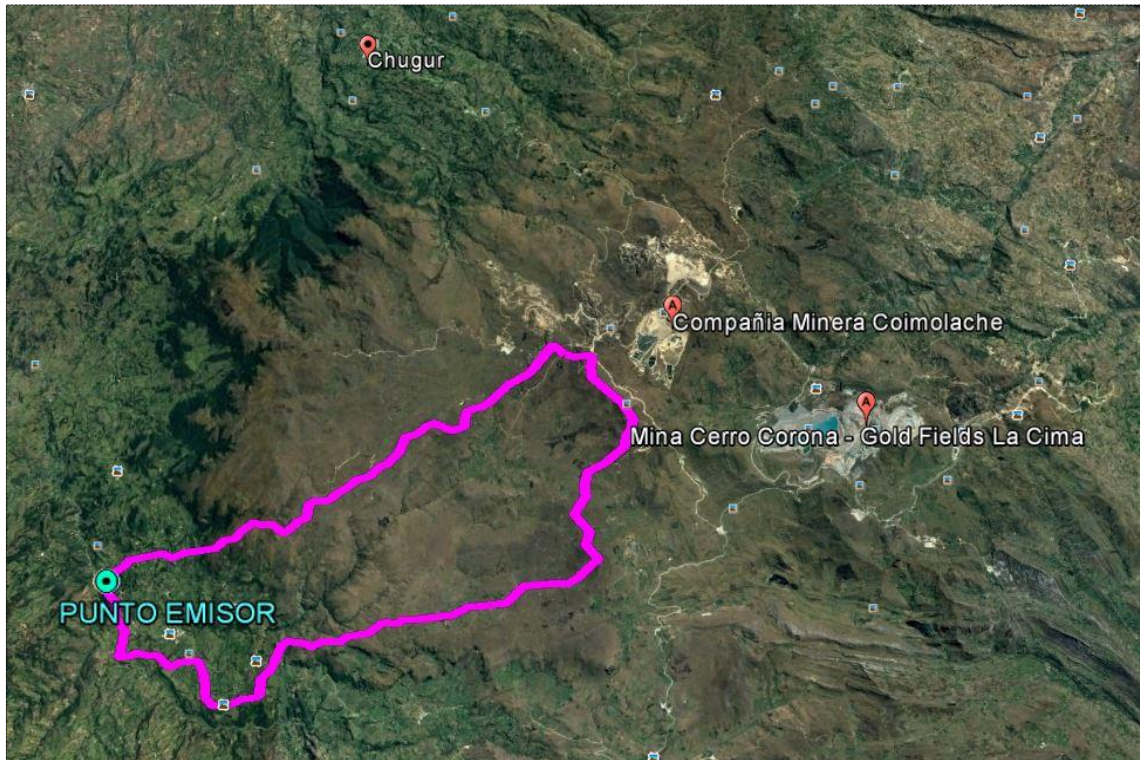 Chugur
A
Compañia Minera Coimolache
A
Mina Cerro Corona - Gold Fields La Cima
PUNTO EMISOR